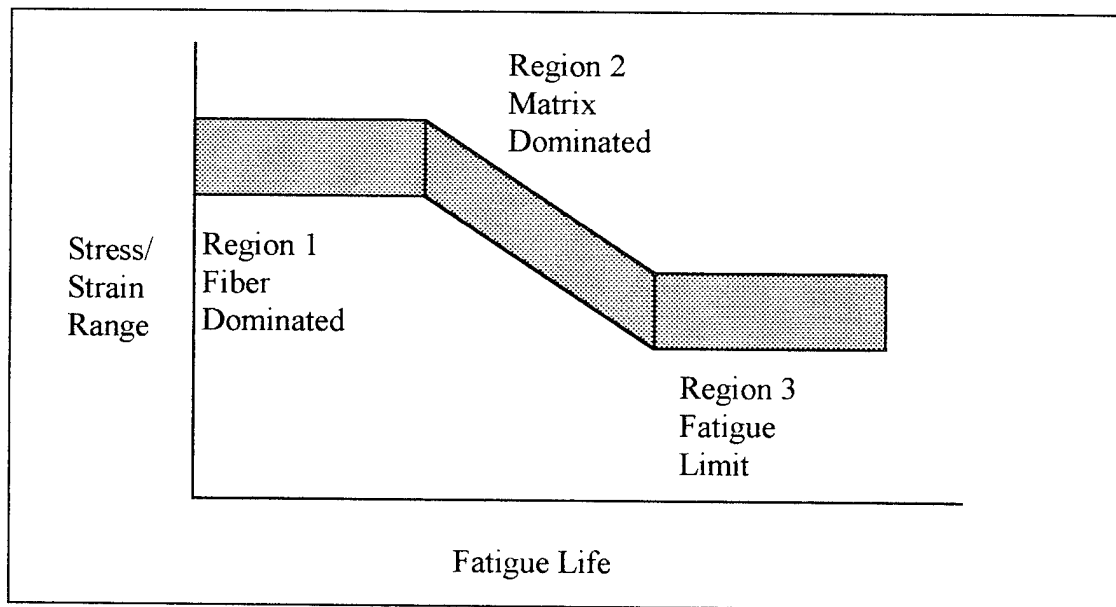 Region 2
Matrix
Dominated
Stress/
Strain
Range
Region 1
Fiber
Dominated
Region 3
Fatigue
Limit
Fatigue Life